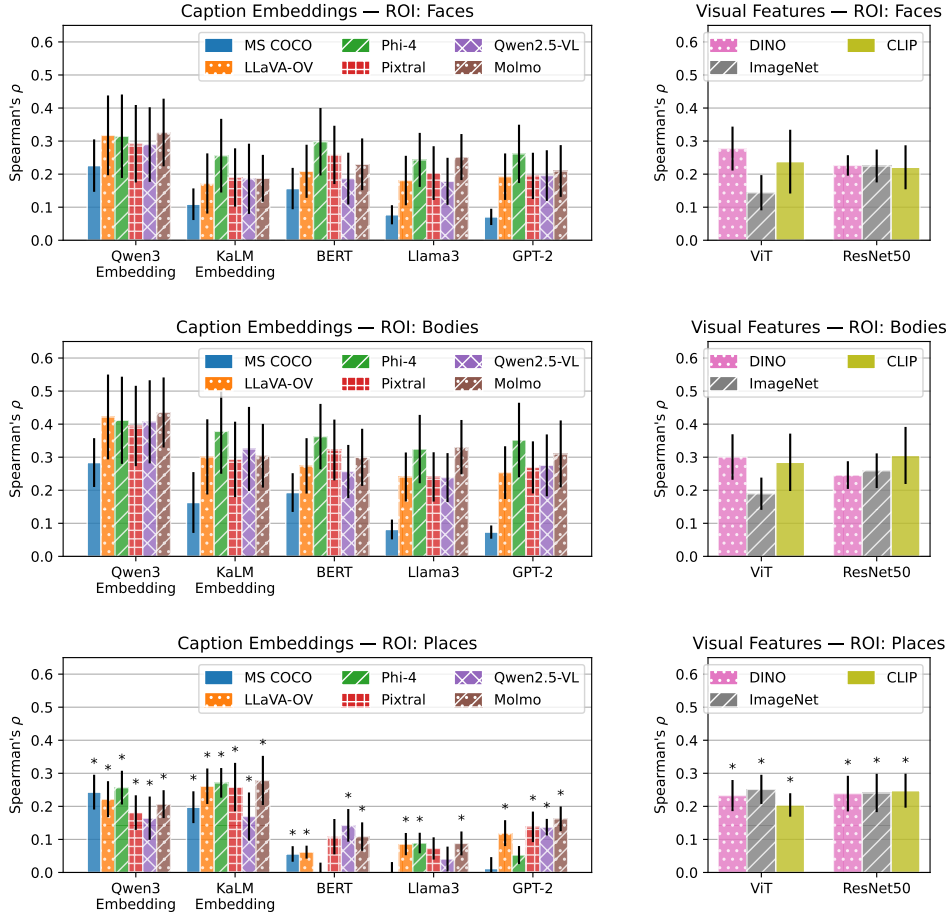 Caption Embeddings — ROI: Faces
Spearman's ρ
0.6
0.5
0.4
0.3
0.2
0.1
0.0
MS COCO
LLaVA-OV
Phi-4
Pixtral
Qwen2.5-VL
Molmo
Qwen3
Embedding
KaLM
Embedding
BERT
Llama3
GPT-2
Visual Features — ROI: Faces
Spearman's ρ
0.6
0.5
0.4
0.3
0.2
0.1
0.0
DINO
ImageNet
CLIP
ViT
ResNet50
Caption Embeddings — ROI: Bodies
Spearman's ρ
0.6
0.5
0.4
0.3
0.2
0.1
0.0
MS COCO
LLaVA-OV
Phi-4
Pixtral
Qwen2.5-VL
Molmo
Qwen3
Embedding
KaLM
Embedding
BERT
Llama3
GPT-2
Visual Features — ROI: Bodies
Spearman's ρ
0.6
0.5
0.4
0.3
0.2
0.1
0.0
DINO
ImageNet
CLIP
ViT
ResNet50
Caption Embeddings — ROI: Places
Spearman's ρ
0.6
0.5
0.4
0.3
0.2
0.1
0.0
MS COCO
LLaVA-OV
Phi-4
Pixtral
Qwen2.5-VL
Molmo
* * * * * * * * * * * * * * * * * * * * * * *
Qwen3
Embedding
KaLM
Embedding
BERT
Llama3
GPT-2
Visual Features — ROI: Places
Spearman's ρ
0.6
0.5
0.4
0.3
0.2
0.1
0.0
DINO
ImageNet
CLIP
* * * * * *
ViT
ResNet50